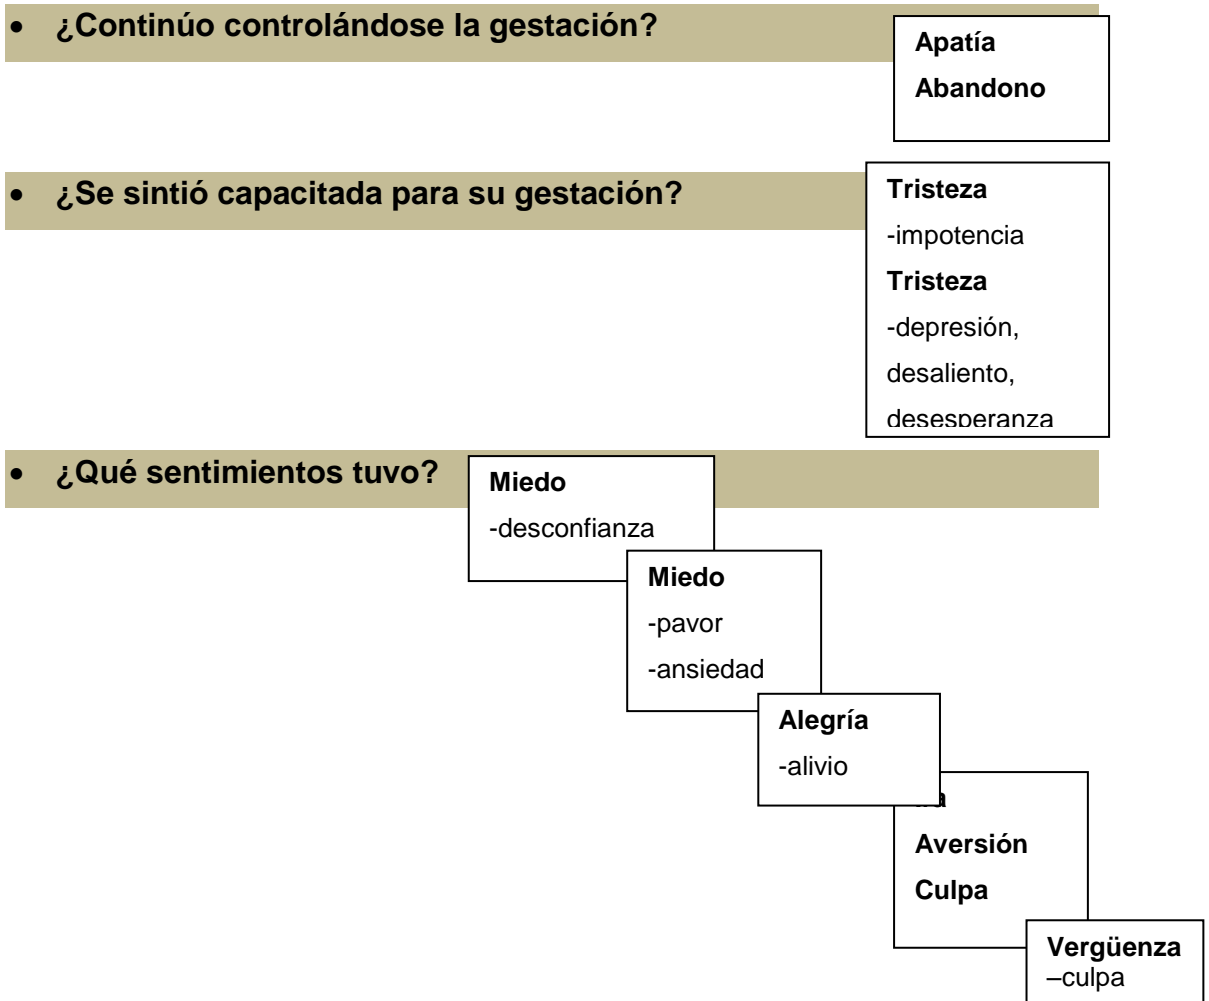 • ¿Continúo controlándose la gestación?
Apatía
Abandono
• ¿Se sintió capacitada para su gestación?
Tristeza
-impotencia
Tristeza
-depresión,
desaliento,
desesperanza
• ¿Qué sentimientos tuvo?
Miedo
-desconfianza
Miedo
-pavor
-ansiedad
Alegría
-alivio
Aversión
Culpa
Vergüenza
–culpa